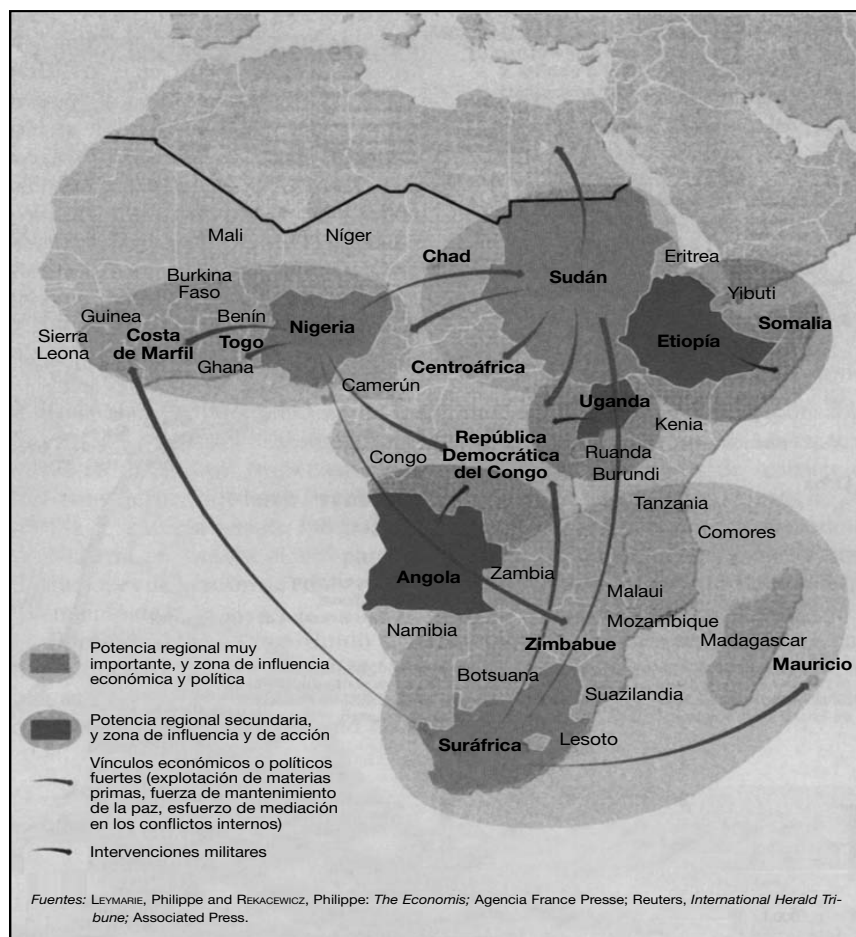 Mali
Níger
Chad
Sudán
Eritrea
Burkina
Faso
Yibuti
Guinea
Benín
Nigeria
Somalia
Sierra
Leona
Costa
de Marfil
Togo
Etiopía
Ghana
Centroáfrica
Camerún
Uganda
Kenia
República
Democrática
del Congo
Congo
Ruanda
Burundi
Tanzania
Comores
Angola
Zambia
Malaui
Mozambique
Namibia
Zimbabue
Madagascar
Mauricio
Botsuana
Suazilandia
Suráfrica
Lesoto
Potencia regional muy
importante, y zona de influencia
económica y política
Potencia regional secundaria,
y zona de influencia y de acción
Vínculos económicos o políticos
fuertes (explotación de materias
primas, fuerza de mantenimiento
de la paz, esfuerzo de mediación
en los conflictos internos)
Intervenciones militares
Fuentes: LEYMARIE, Philippe and REKACEWICZ, Philippe: The Economis; Agencia France Presse; Reuters, International Herald Tri-
bune; Associated Press.